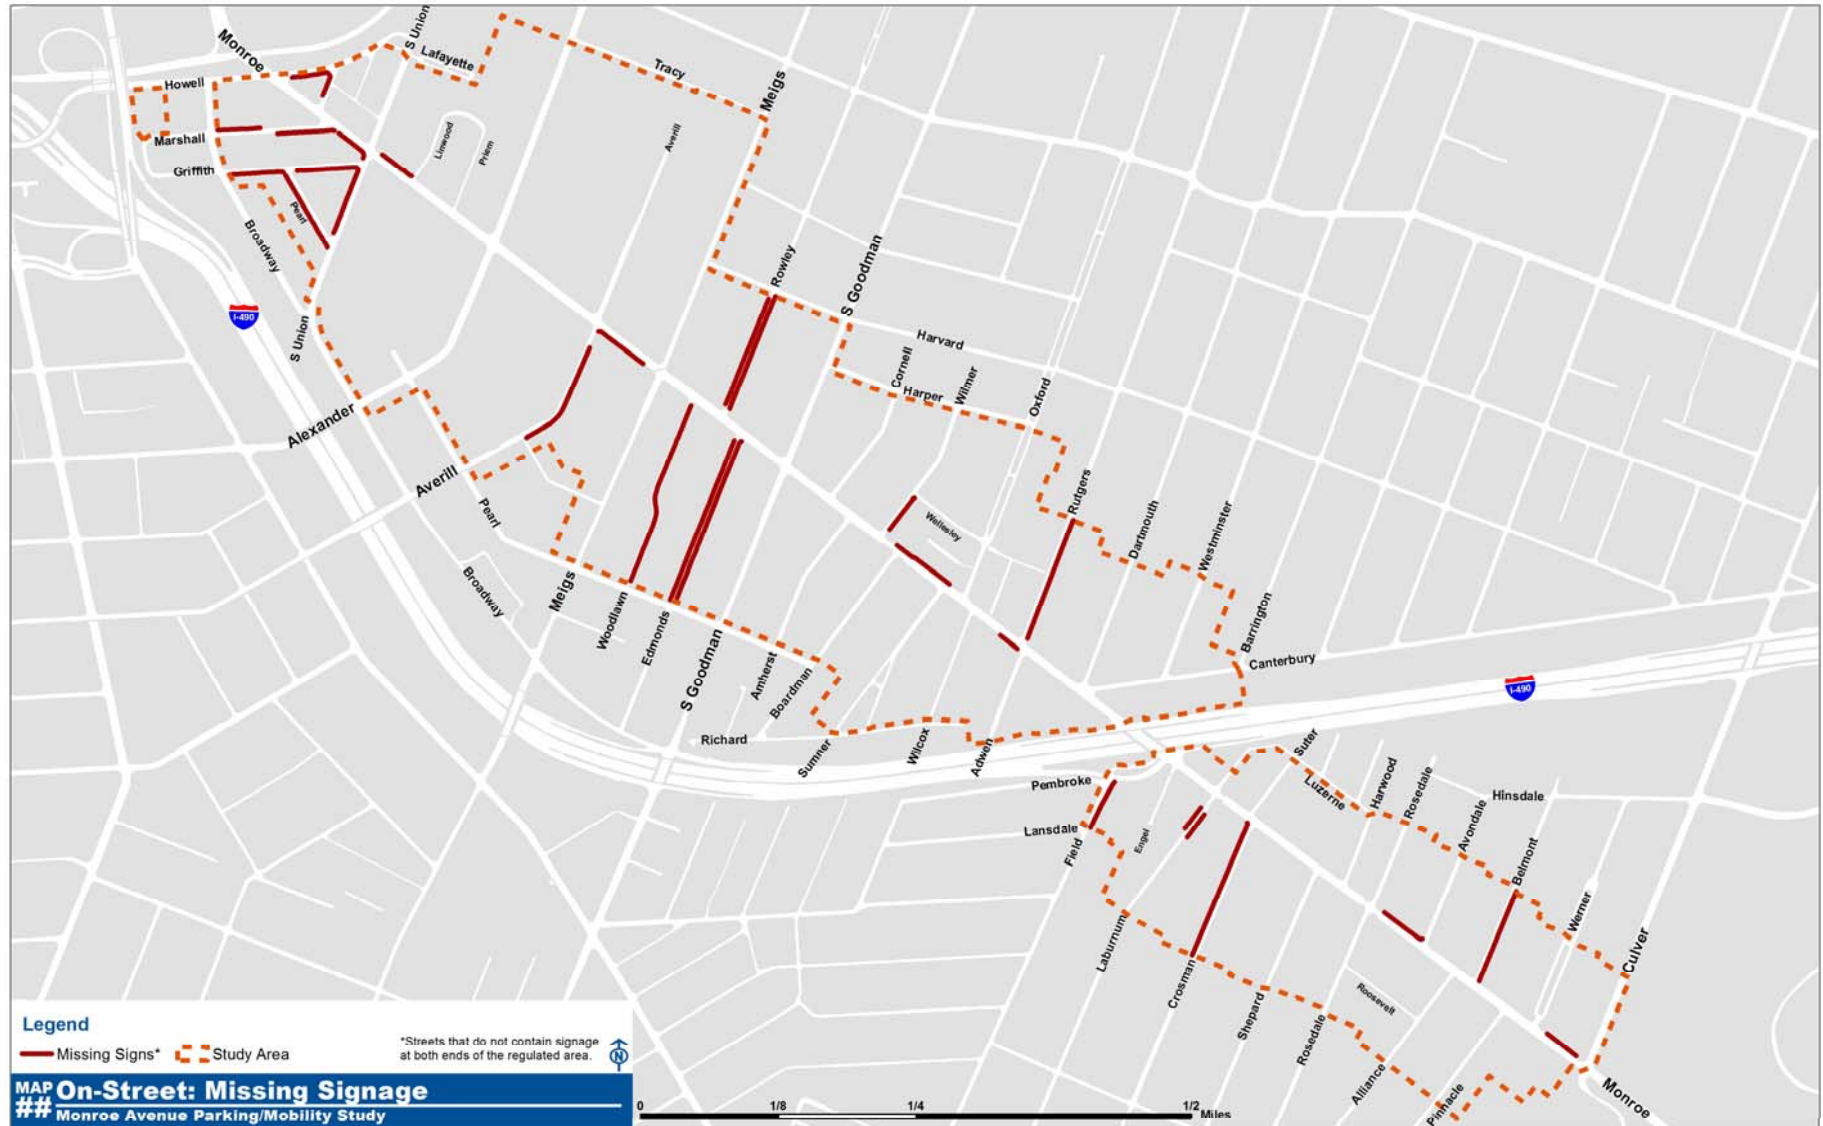 S Union
Monroe
Lafayette
Tracy
Meigs
Howell
Marshall
Griffith
Linwood
Priem
Averill
Pearl
Broadway
I-490
S Union
Rowley
S Goodman
Harvard
Cornell
Harper
Wilmer
Oxford
Alexander
Averill
Pearl
Rutgers
Wellesley
Dartmouth
Westminster
Broadway
Meigs
Woodlawn
Edmonds
S Goodman
Amherst
Boardman
Barrington
Canterbury
I-490
Richard
Sumner
Wilcox
Adwen
Suter
Pembroke
Luzerne
Harwood
Rosedale
Hinsdale
Lansdale
Field
Engel
Avondale
Belmont
Werner
Culver
Laburnum
Crosman
Shepard
Rosedale
Roosevelt
Alliance
Pinnacle
Monroe
Legend
Missing Signs*
Study Area
*Streets that do not contain signage
at both ends of the regulated area.
N
MAP
##
On-Street: Missing Signage
Monroe Avenue Parking/Mobility Study
0 1/8 1/4 1/2
Miles